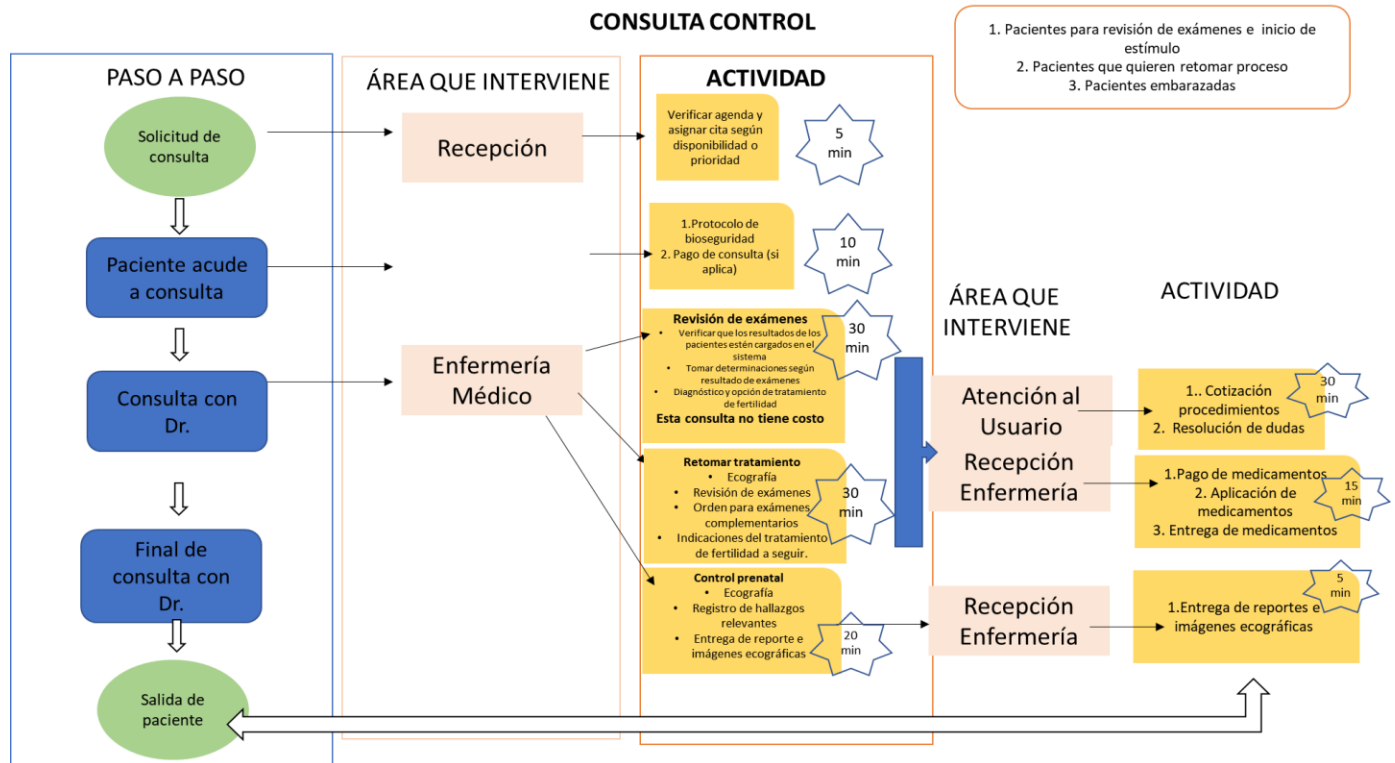 CONSULTA CONTROL
1. Pacientes para revisión de exámenes e inicio de
estímulo
2. Pacientes que quieren retomar proceso
3. Pacientes embarazadas
PASO A PASO
Solicitud de
consulta
Paciente acude
a consulta
Consulta con
Dr.
Final de
consulta con
Dr.
Salida de
paciente
ÁREA QUE INTERVIENE
Recepción
Enfermería
Médico
ACTIVIDAD
Verificar agenda y
asignar cita según
disponibilidad o
prioridad
5
min
1.Protocolo de
bioseguridad
2. Pago de consulta (si
aplica)
10
min
Revisión de exámenes
• Verificar que los resultados de los
pacientes estén cargados en el
sistema
• Tomar determinaciones según
resultado de exámenes
• Diagnóstico y opción de tratamiento
de fertilidad
Esta consulta no tiene costo
30
min
Retomar tratamiento
• Ecografía
• Revisión de exámenes
• Orden para exámenes
complementarios
• Indicaciones del tratamiento
de fertilidad a seguir.
30
min
Control prenatal
• Ecografía
• Registro de hallazgos
relevantes
• Entrega de reporte e
imágenes ecográficas
20
min
ÁREA QUE
INTERVIENE
Atención al
Usuario
Recepción
Enfermería
Recepción
Enfermería
ACTIVIDAD
1.. Cotización
procedimientos
2. Resolución de dudas
30
min
1.Pago de medicamentos
2. Aplicación de
medicamentos
3. Entrega de medicamentos
15
min
1.Entrega de reportes e
imágenes ecográficas
5
min